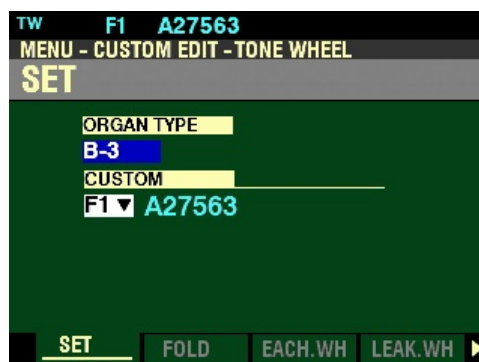 TW F1 A27563
MENU - CUSTOM EDIT - TONE WHEEL
SET
ORGAN TYPE
B-3
CUSTOM
F1 ▼ A27563
SET FOLD EACH.WH LEAK.WH